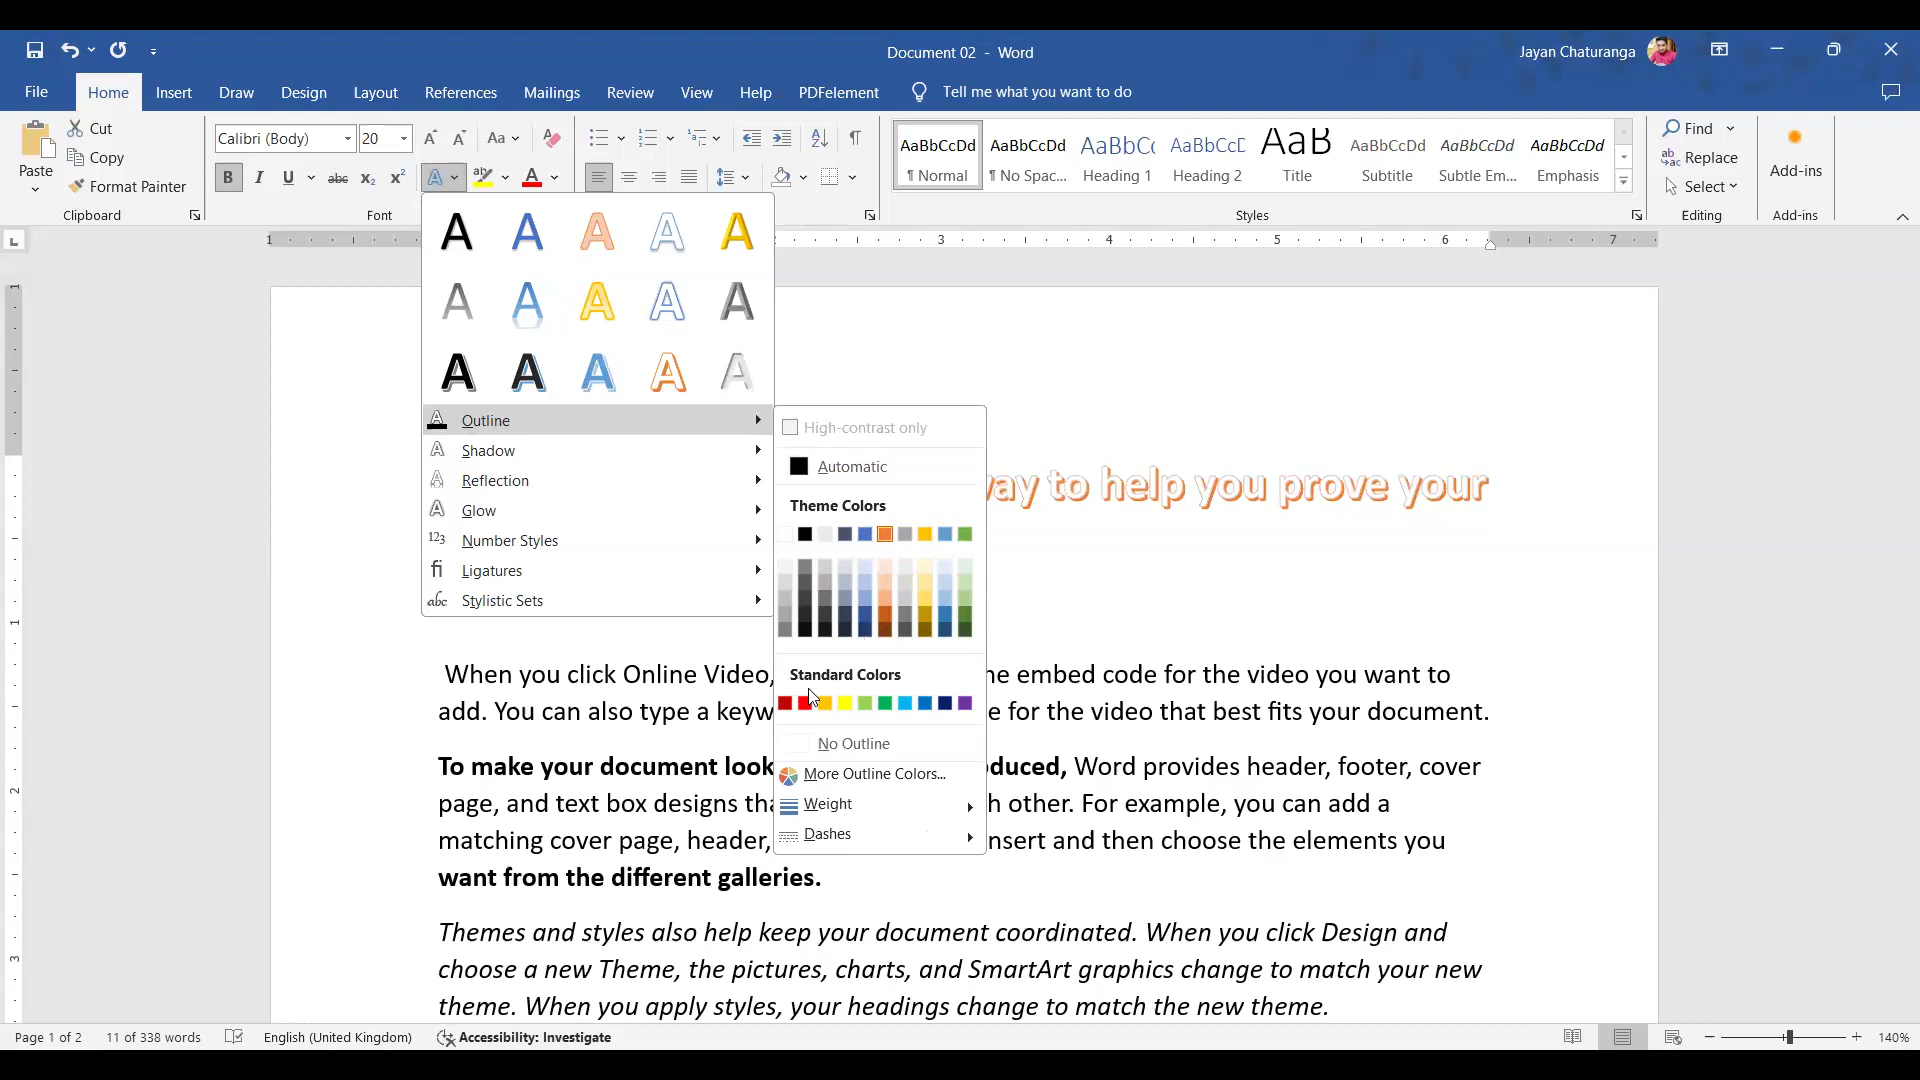 Document 02 - Word
Jayan Chaturanga
File Home Insert Draw Design Layout References Mailings Review View Help PDFelement Tell me what you want to do
Paste
Cut
Copy
Format Painter
Clipboard
Calibri (Body) 20
Font
AaBbCcDd AaBbCcDd AaBbCc AaBbCcD AaB AaBbCcDd AaBbCcDd AaBbCcDd
¶ Normal ¶ No Spac... Heading 1 Heading 2 Title Subtitle Subtle Em... Emphasis
Styles
Find
Replace
Select
Editing
Add-ins
Add-ins
1 3 4 5 6 7
Outline
Shadow
Reflection
Glow
Number Styles
Ligatures
Stylistic Sets
High-contrast only
Automatic
Theme Colors
Standard Colors
No Outline
More Outline Colors...
Weight
Dashes
way to help you prove your
When you click Online Video, he embed code for the video you want to
add. You can also type a keyw e for the video that best fits your document.
To make your document look duced, Word provides header, footer, cover
page, and text box designs tha h other. For example, you can add a
matching cover page, header, nsert and then choose the elements you
want from the different galleries.
Themes and styles also help keep your document coordinated. When you click Design and
choose a new Theme, the pictures, charts, and SmartArt graphics change to match your new
theme. When you apply styles, your headings change to match the new theme.
Page 1 of 2 11 of 338 words English (United Kingdom) Accessibility: Investigate 140%